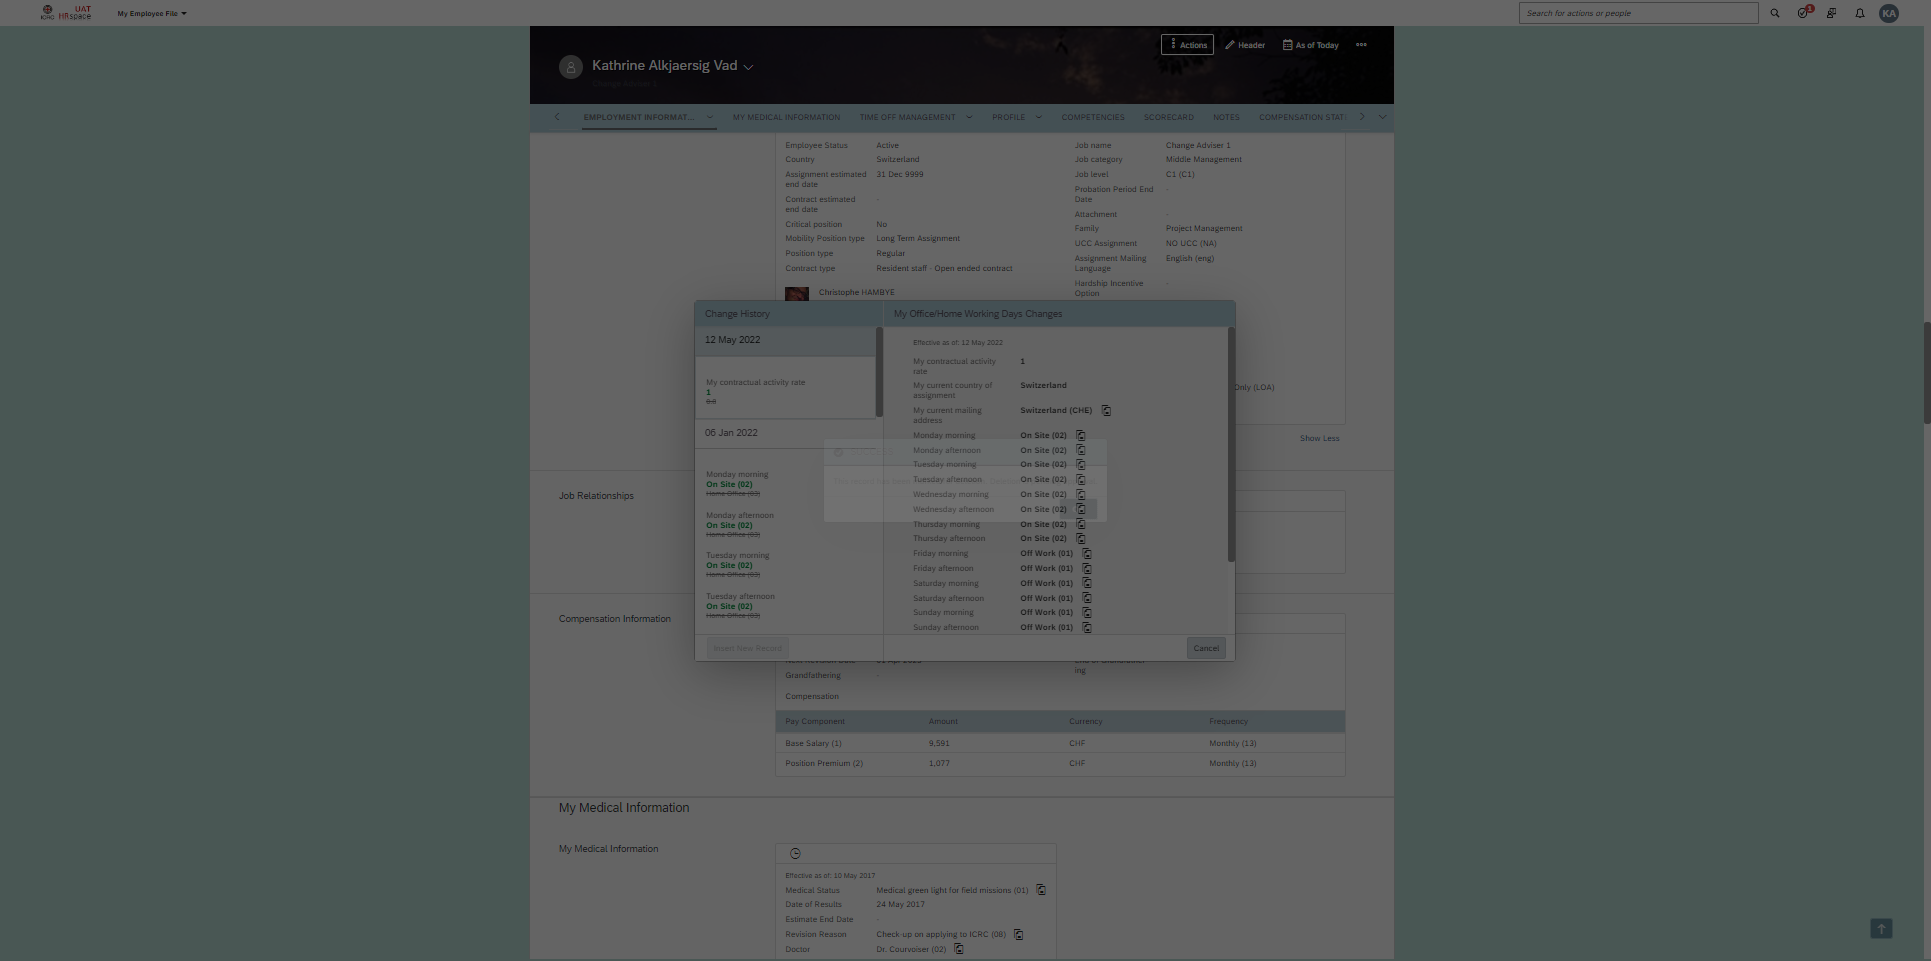 ICRC
UAT
HRspace
My Employee File
Search for actions or people
1
KA
Actions
Header
As of Today
Kathrine Alkjaersig Vad
Change Adviser 1
EMPLOYMENT INFORMAT...
MY MEDICAL INFORMATION
TIME OFF MANAGEMENT
PROFILE
COMPETENCIES
SCORECARD
NOTES
COMPENSATION STAT
Employee Status Active
Country Switzerland
Assignment estimated end date 31 Dec 9999
Contract estimated end date -
Critical position No
Mobility Position type Long Term Assignment
Position type Regular
Contract type Resident staff - Open ended contract
Christophe HAMBYE
Job name Change Adviser 1
Job category Middle Management
Job level C1 (C1)
Probation Period End Date -
Attachment -
Family Project Management
UCC Assignment NO UCC (NA)
Assignment Mailing Language English (eng)
Hardship Incentive Option -
Only (LOA)
Show Less
Change History
12 May 2022
My contractual activity rate
1
0.8
06 Jan 2022
Monday morning
On Site (02)
Home Office (03)
Monday afternoon
On Site (02)
Home Office (03)
Tuesday morning
On Site (02)
Home Office (03)
Tuesday afternoon
On Site (02)
Home Office (03)
Insert New Record
My Office/Home Working Days Changes
Effective as of: 12 May 2022
My contractual activity rate 1
My current country of assignment Switzerland
My current mailing address Switzerland (CHE)
Monday morning On Site (02)
Monday afternoon On Site (02)
Tuesday morning On Site (02)
Tuesday afternoon On Site (02)
Wednesday morning On Site (02)
Wednesday afternoon On Site (02)
Thursday morning On Site (02)
Thursday afternoon On Site (02)
Friday morning Off Work (01)
Friday afternoon Off Work (01)
Saturday morning Off Work (01)
Saturday afternoon Off Work (01)
Sunday morning Off Work (01)
Sunday afternoon Off Work (01)
Cancel
Job Relationships
Compensation Information
ing
Grandfathering -
Compensation
Pay Component Amount Currency Frequency
Base Salary (1) 9,591 CHF Monthly (13)
Position Premium (2) 1,077 CHF Monthly (13)
My Medical Information
My Medical Information
Effective as of: 10 May 2017
Medical Status Medical green light for field missions (01)
Date of Results 24 May 2017
Estimate End Date -
Revision Reason Check-up on applying to ICRC (08)
Doctor Dr. Courvoiser (02)